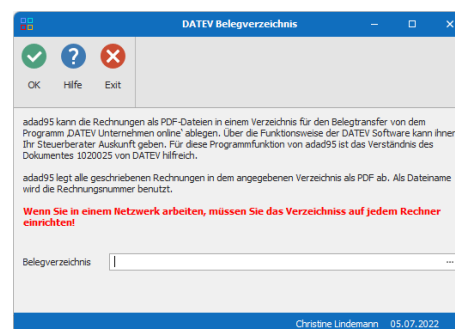 DATEV Belegverzeichnis
OK Hilfe Exit
adad95 kann die Rechnungen als PDF-Dateien in einem Verzeichnis für den Belegtransfer von dem
Programm ‚DATEV Unternehmen online' ablegen. Über die Funktionsweise der DATEV Software kann ihnen
Ihr Steuerberater Auskunft geben. Für diese Programmfunktion von adad95 ist das Verständnis des
Dokumentes 1020025 von DATEV hilfreich.
adad95 legt alle geschriebenen Rechnungen in dem angegebenen Verzeichnis als PDF ab. Als Dateiname
wird die Rechnungsnummer benutzt.
Wenn Sie in einem Netzwerk arbeiten, müssen Sie das Verzeichniss auf jedem Rechner
einrichten!
Belegverzeichnis ...
Christine Lindemann 05.07.2022